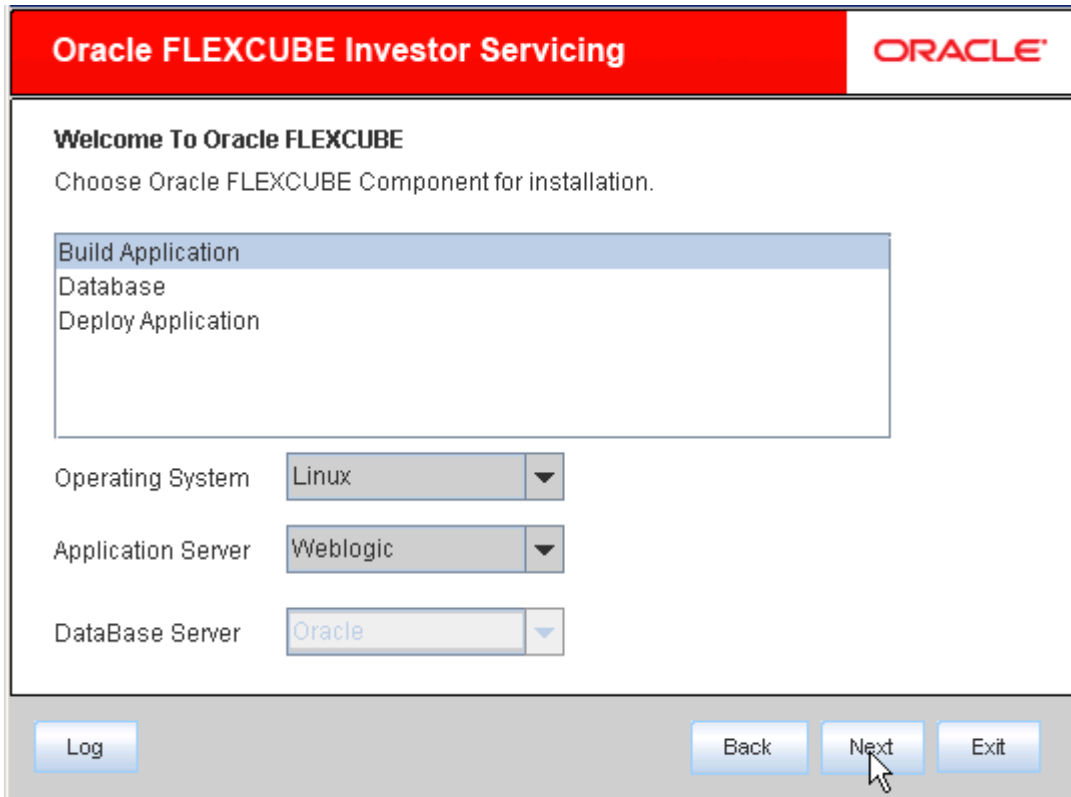 Oracle FLEXCUBE Investor Servicing ORACLE
Welcome To Oracle FLEXCUBE
Choose Oracle FLEXCUBE Component for installation.
Build Application
Database
Deploy Application
Operating System Linux
Application Server Weblogic
DataBase Server Oracle
Log Back Next Exit